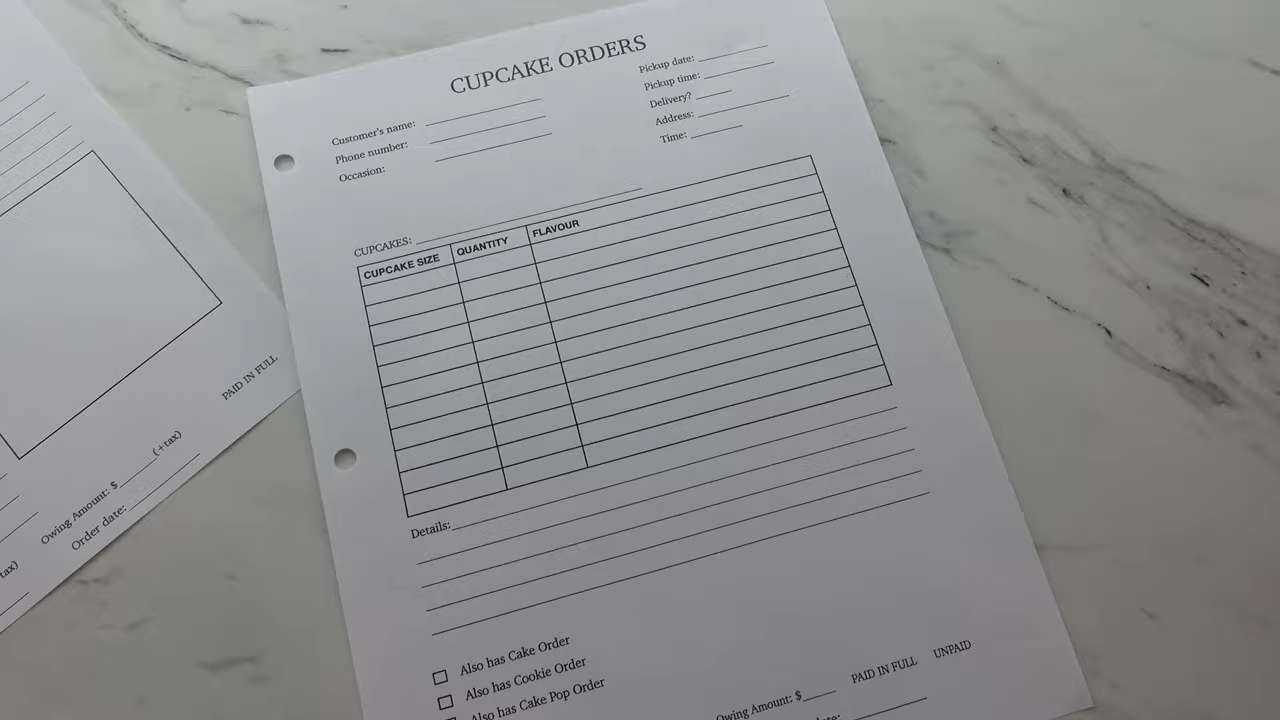 CUPCAKE ORDERS
Customer's name:
Phone number:
Occasion:
Pickup date:
Pickup time:
Delivery?
Address:
Time:
CUPCAKES:
CUPCAKE SIZE QUANTITY FLAVOUR
Details:
Also has Cake Order
Also has Cookie Order
Also has Cake Pop Order
Owing Amount: $ PAID IN FULL UNPAID
date:
PAID IN FULL
Owing Amount: $ (+tax)
Order date:
tax)